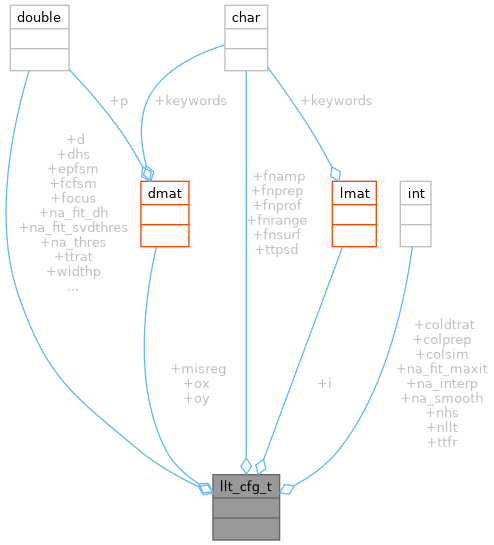 double
char
+p
+keywords
+keywords
+d
+dhs
+epfsm
+fcfsm
+focus
+na_fit_dh
+na_fit_svdthres
+na_thres
+ttrat
+widthp
...
dmat
+fnamp
+fnprep
+fnprof
+fnrange
+fnsurf
+ttpsd
lmat
int
+misreg
+ox
+oy
+i
+coldtrat
+colprep
+colsim
+na_fit_maxit
+na_interp
+na_smooth
+nhs
+nllt
+ttfr
llt_cfg_t